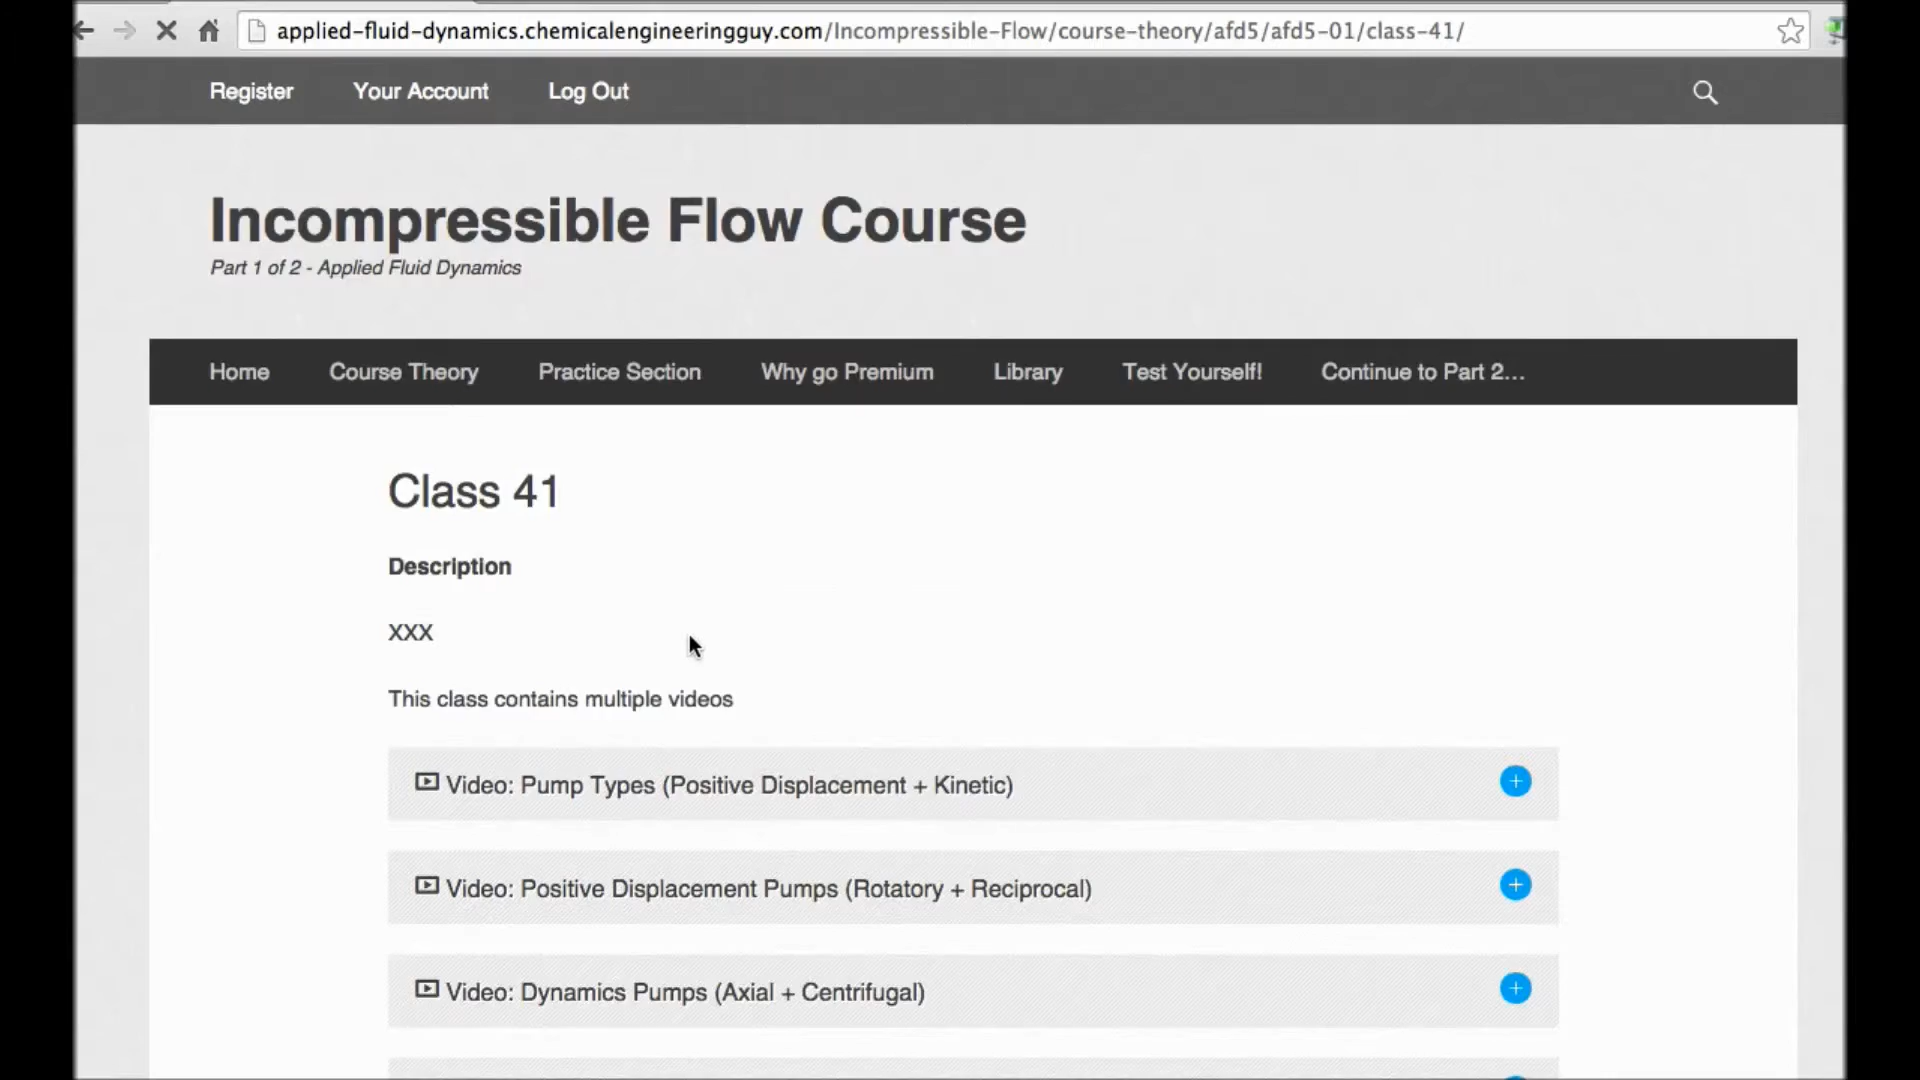 applied-fluid-dynamics.chemicalengineeringguy.com/Incompressible-Flow/course-theory/afd5/afd5-01/class-41/
Register Your Account Log Out
Incompressible Flow Course
Part 1 of 2 - Applied Fluid Dynamics
Home Course Theory Practice Section Why go Premium Library Test Yourself! Continue to Part 2...
Class 41
Description
XXX
This class contains multiple videos
Video: Pump Types (Positive Displacement + Kinetic)
Video: Positive Displacement Pumps (Rotatory + Reciprocal)
Video: Dynamics Pumps (Axial + Centrifugal)